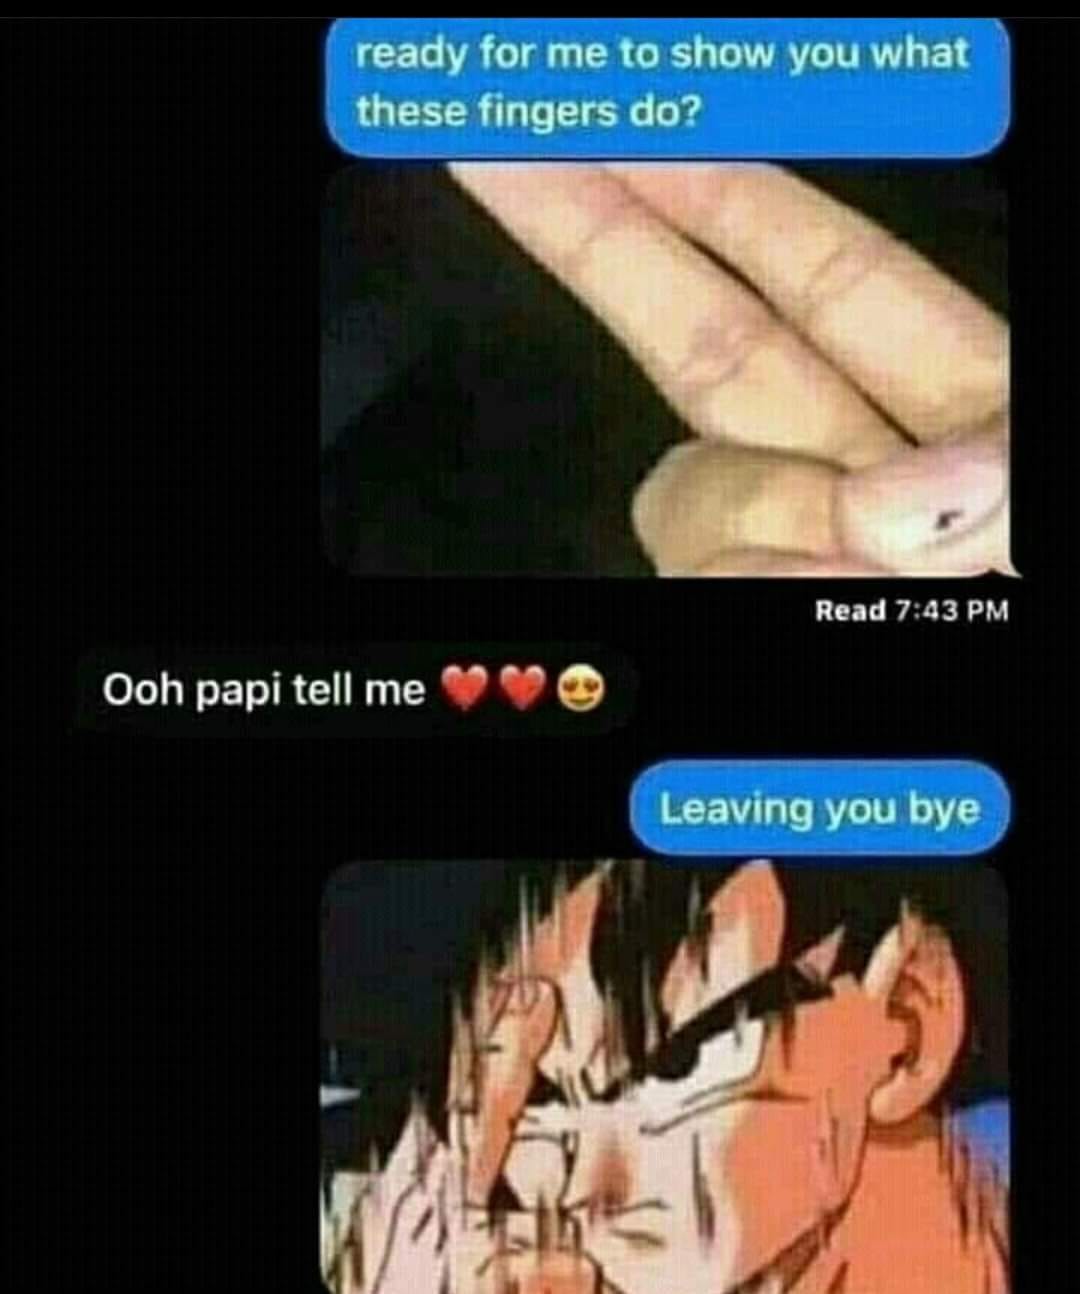 ready for me to show you what
these fingers do?
Read 7:43 PM
Ooh papi tell me ❤️❤️😍
Leaving you bye